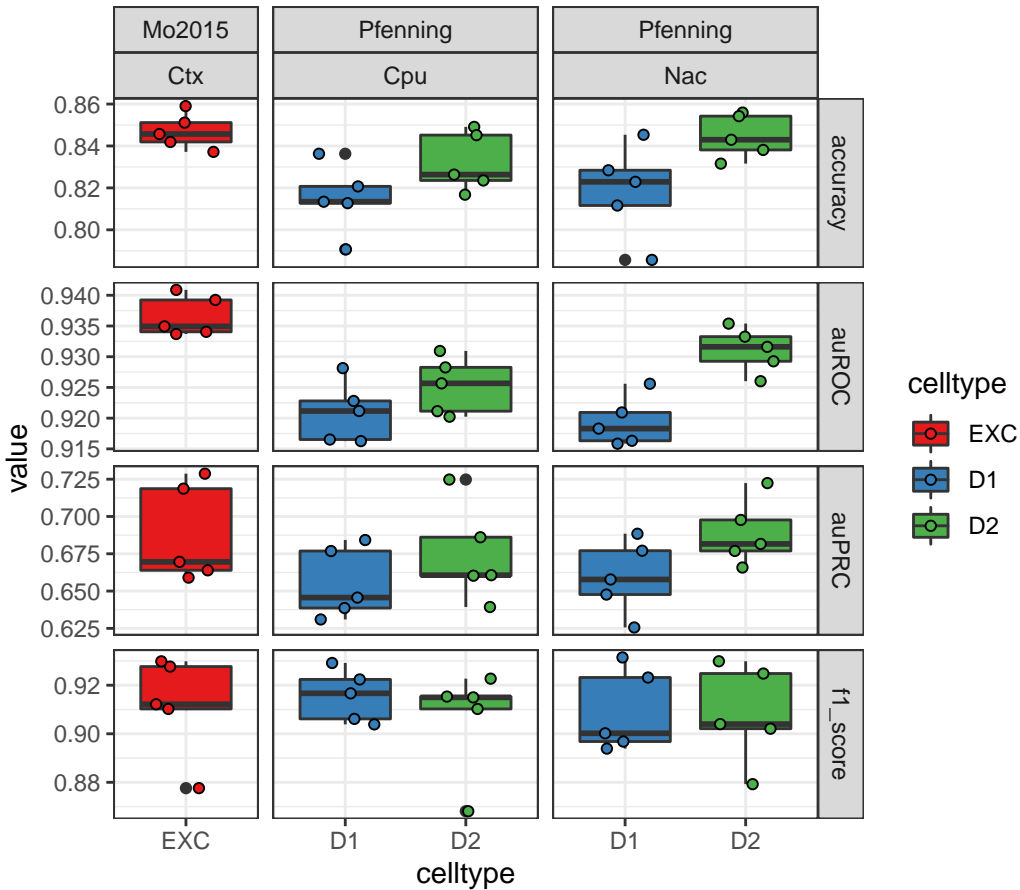 Mo2015 Pfenning Pfenning
Ctx Cpu Nac
0.86
0.84
0.82
0.80
accuracy
0.940
0.935
0.930
0.925
0.920
0.915
auROC
0.725
0.700
0.675
0.650
0.625
auPRC
0.92
0.90
0.88
f1_score
value
EXC D1 D2 D1 D2
celltype
celltype
EXC
D1
D2